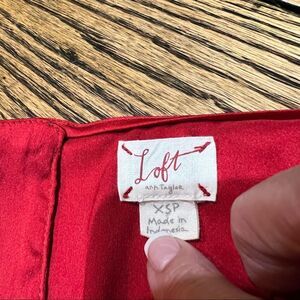 Loft
ann Taylor
XSP
Made in
Indonesia